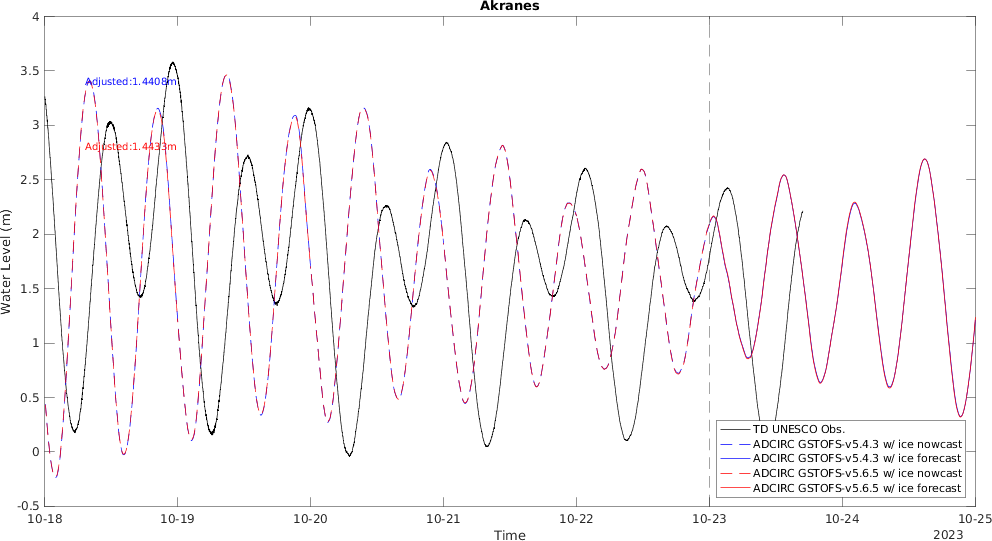 Akranes
4
3.5
3
2.5
2
1.5
1
0.5
0
-0.5
Water Level (m)
Adjusted:1.4408m
Adjusted:1.4433m
TD UNESCO Obs.
ADCIRC GSTOFS-v5.4.3 w/ ice nowcast
ADCIRC GSTOFS-v5.4.3 w/ ice forecast
ADCIRC GSTOFS-v5.6.5 w/ ice nowcast
ADCIRC GSTOFS-v5.6.5 w/ ice forecast
10-18 10-19 10-20 10-21 10-22 10-23 10-24 10-25
Time
2023